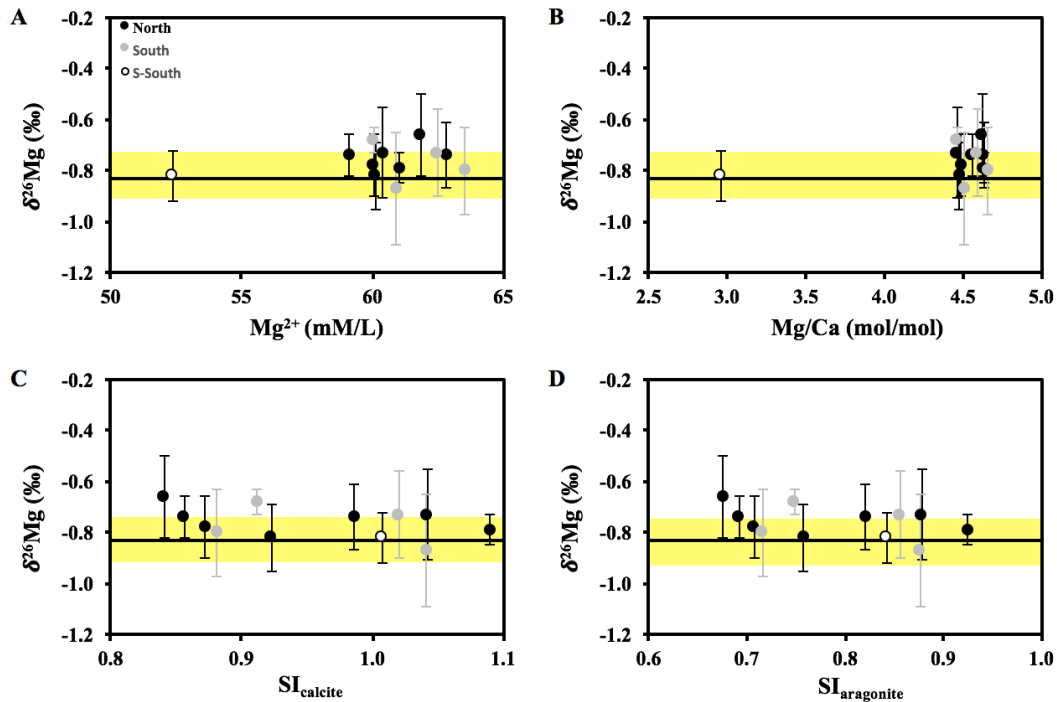 A
-0.2
-0.4
-0.6
-0.8
-1.0
-1.2
δ²⁶Mg (‰)
North
South
S-South
50
55
60
65
Mg²⁺ (mM/L)
B
-0.2
-0.4
-0.6
-0.8
-1.0
-1.2
δ²⁶Mg (‰)
2.5
3.0
3.5
4.0
4.5
5.0
Mg/Ca (mol/mol)
C
-0.2
-0.4
-0.6
-0.8
-1.0
-1.2
δ²⁶Mg (‰)
0.8
0.9
1.0
1.1
SIcalcite
D
-0.2
-0.4
-0.6
-0.8
-1.0
-1.2
δ²⁶Mg (‰)
0.6
0.7
0.8
0.9
1.0
SIaragonite